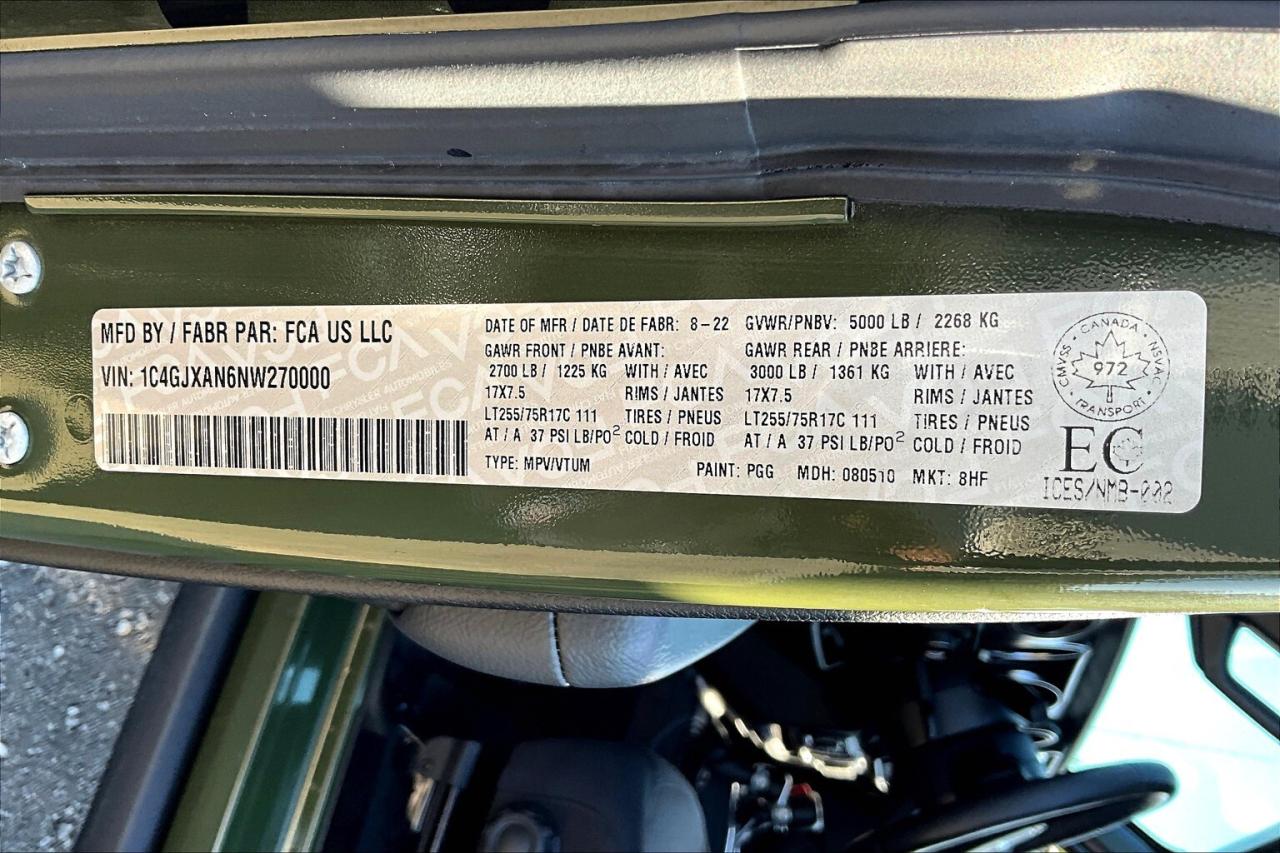 MFD BY / FABR PAR: FCA US LLC
VIN: 1C4GJXAN6NW270000
DATE OF MFR / DATE DE FABR: 8-22 GVWR/PNBV: 5000 LB / 2268 KG
GAWR FRONT / PNBE AVANT: GAWR REAR / PNBE ARRIERE:
2700 LB / 1225 KG WITH / AVEC 3000 LB / 1361 KG WITH / AVEC
17X7.5 RIMS / JANTES 17X7.5 RIMS / JANTES
LT255/75R17C 111 TIRES / PNEUS LT255/75R17C 111 TIRES / PNEUS
AT / A 37 PSI LB/PO² COLD / FROID AT / A 37 PSI LB/PO² COLD / FROID
TYPE: MPV/VTUM PAINT: PGG MDH: 080510 MKT: 8HF
CANADA
CMVSS 972 NSVAC
TRANSPORT
EC
ICES/NMB-002